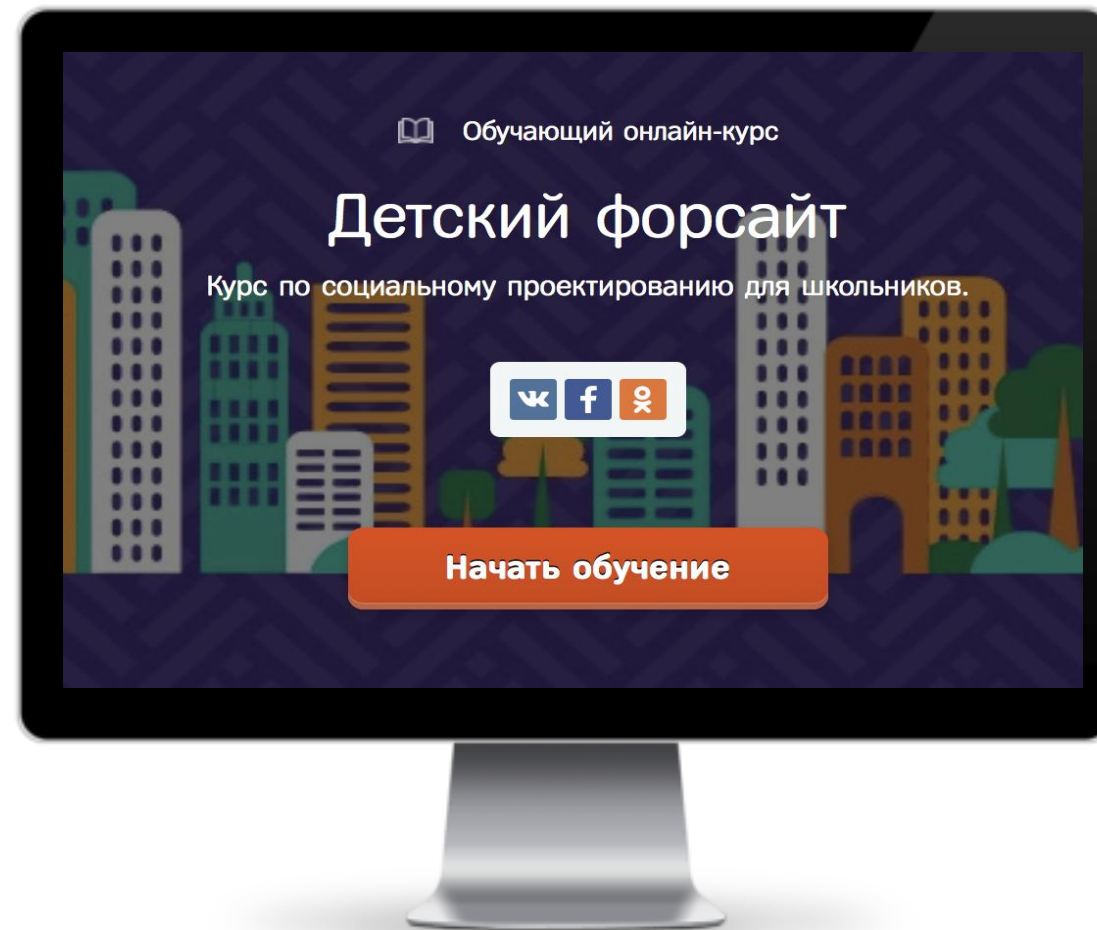 Обучающий онлайн-курс
Детский форсайт
Курс по социальному проектированию для школьников.
Начать обучение